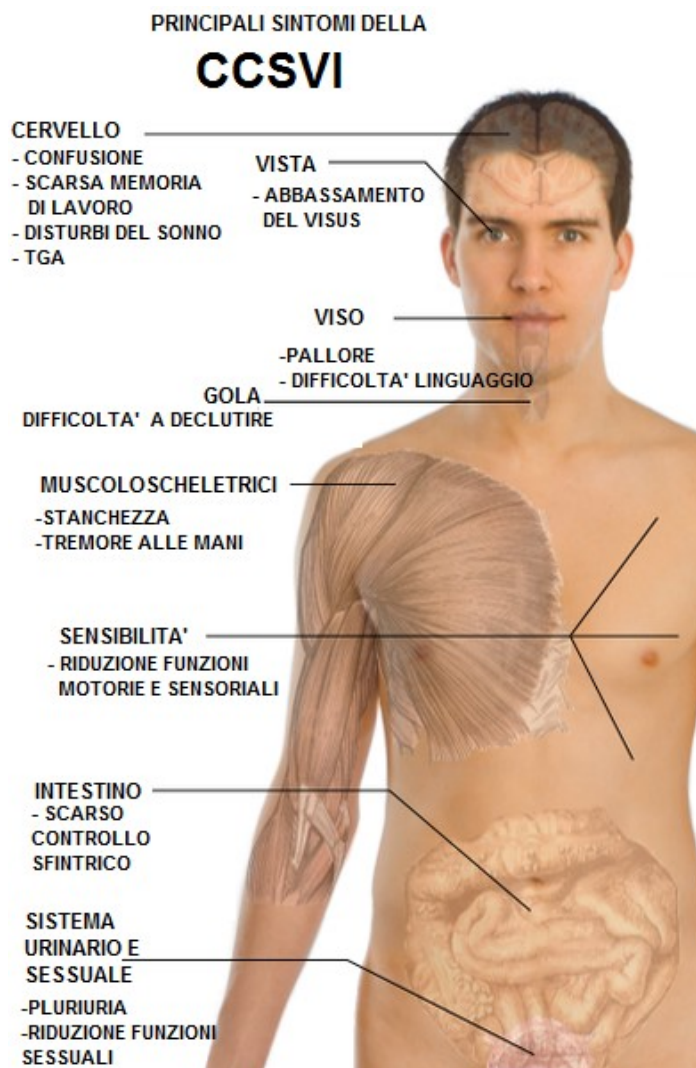 PRINCIPALI SINTOMI DELLA
CCSVI
CERVELLO
- CONFUSIONE
- SCARSA MEMORIA
DI LAVORO
- DISTURBI DEL SONNO
- TGA
VISTA
- ABBASSAMENTO
DEL VISUS
VISO
-PALLORE
- DIFFICOLTA' LINGUAGGIO
GOLA
DIFFICOLTA' A DECLUTIRE
MUSCOLOSCHELETRICI
-STANCHEZZA
-TREMORE ALLE MANI
SENSIBILITA'
- RIDUZIONE FUNZIONI
MOTORIE E SENSORIALI
INTESTINO
- SCARSO
CONTROLLO
SFINTRICO
SISTEMA
URINARIO E
SESSUALE
-PLURIURIA
-RIDUZIONE FUNZIONI
SESSUALI